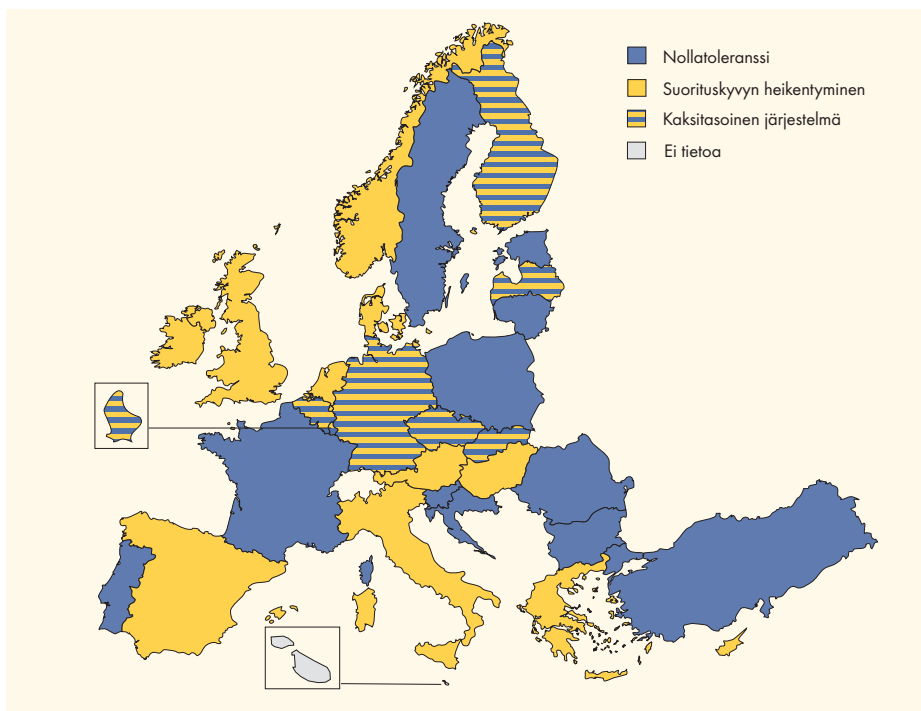 Nollatoleranssi
Suorituskyvyn heikentyminen
Kaksitasoinen järjestelmä
Ei tietoa